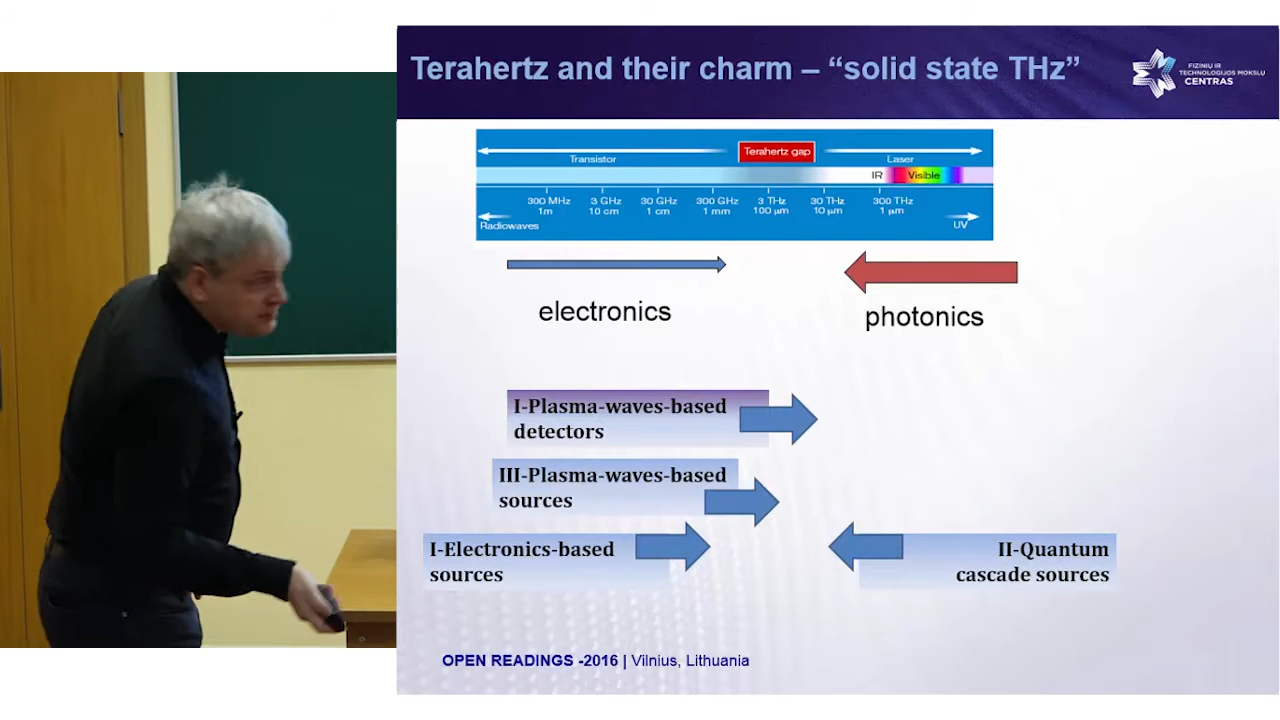 Terahertz and their charm – “solid state THz”
FIZINIŲ IR
TECHNOLOGIJOS MOKSLŲ
CENTRAS
Terahertz gap
Transistor
Laser
IR
Visible
300 MHz 3 GHz 30 GHz 300 GHz 3 THz 30 THz 300 THz
1m 10 cm 1 cm 1 mm 100 µm 10 µm 1 µm
Radiowaves
UV
electronics
photonics
I-Plasma-waves-based
detectors
III-Plasma-waves-based
sources
I-Electronics-based
sources
II-Quantum
cascade sources
OPEN READINGS -2016 | Vilnius, Lithuania